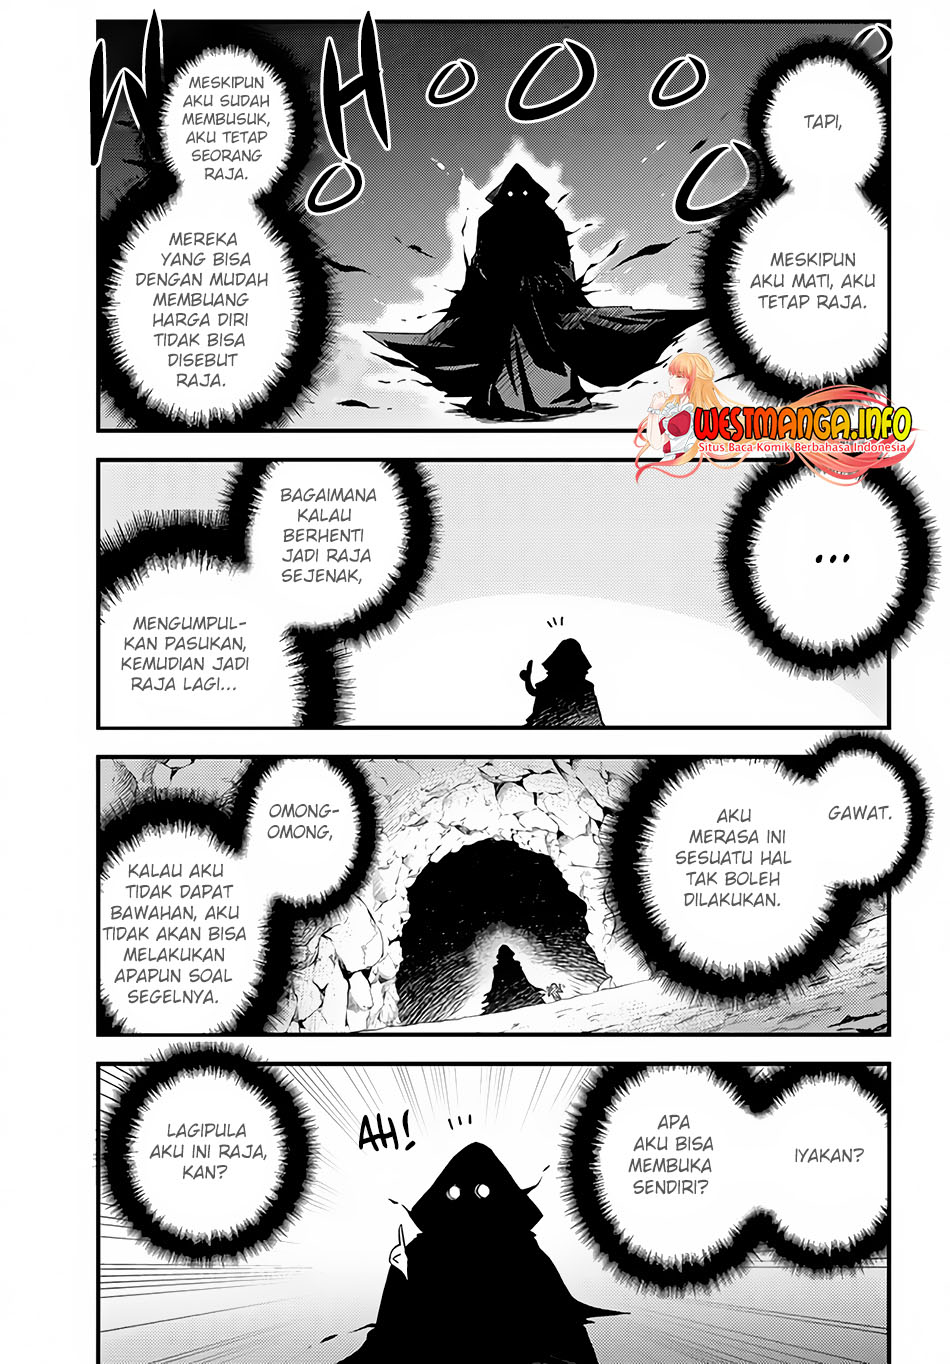 TAPI,
MESKIPUN
AKU MATI, AKU
TETAP RAJA.
WHOOOOOO
MESKIPUN
AKU SUDAH
MEMBUSUK,
AKU TETAP
SEORANG
RAJA.
MEREKA
YANG BISA
DENGAN MUDAH
MEMBUANG
HARGA DIRI
TIDAK BISA
DISEBUT
RAJA.
WESTMANGA.INFO
Situs Baca Komik Berbahasa Indonesia
...
BAGAIMANA
KALAU
BERHENTI
JADI RAJA
SEJENAK,
MENGUMPUL-
KAN PASUKAN,
KEMUDIAN JADI
RAJA LAGI...
GAWAT.
AKU
MERASA INI
SESUATU HAL
TAK BOLEH
DILAKUKAN.
OMONG-
OMONG,
KALAU AKU
TIDAK DAPAT
BAWAHAN, AKU
TIDAK AKAN BISA
MELAKUKAN
APAPUN SOAL
SEGELNYA.
IYAKAN?
APA
AKU BISA
MEMBUKA
SENDIRI?
AH!
LAGIPULA
AKU INI RAJA,
KAN?